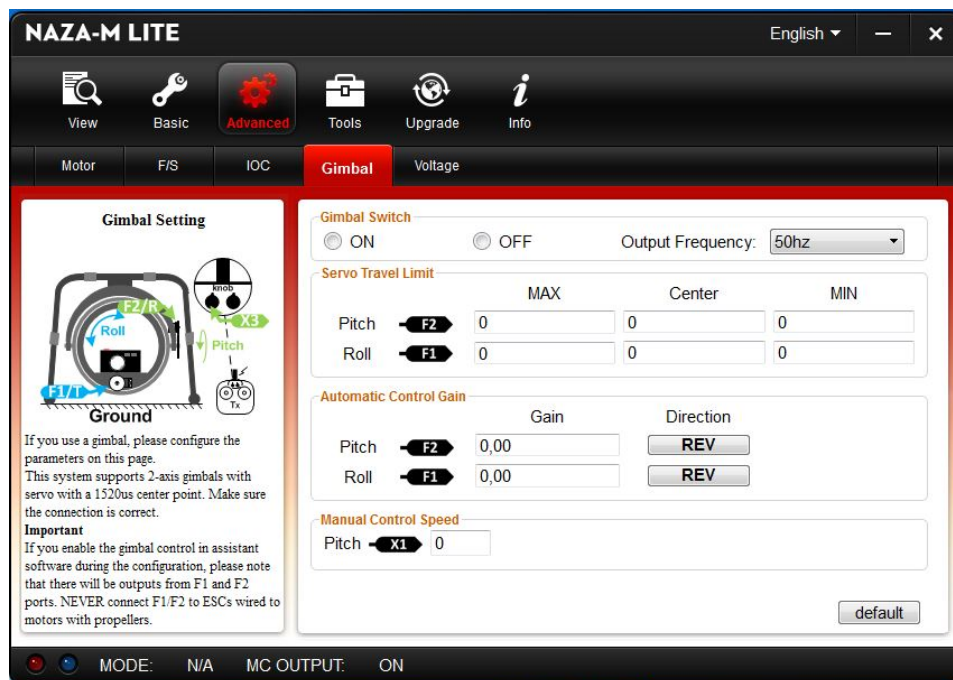 NAZA-M LITE
English
View
Basic
Advanced
Tools
Upgrade
Info
Motor
F/S
IOC
Gimbal
Voltage
Gimbal Setting
knob
F2/R
X3
Roll
Pitch
F1/T
Tx
Ground
If you use a gimbal, please configure the
parameters on this page.
This system supports 2-axis gimbals with
servo with a 1520us center point. Make sure
the connection is correct.
Important
If you enable the gimbal control in assistant
software during the configuration, please note
that there will be outputs from F1 and F2
ports. NEVER connect F1/F2 to ESCs wired to
motors with propellers.
Gimbal Switch
ON OFF Output Frequency: 50hz
Servo Travel Limit
MAX Center MIN
Pitch F2 0 0 0
Roll F1 0 0 0
Automatic Control Gain
Gain Direction
Pitch F2 0,00 REV
Roll F1 0,00 REV
Manual Control Speed
Pitch X1 0
default
MODE: N/A MC OUTPUT: ON